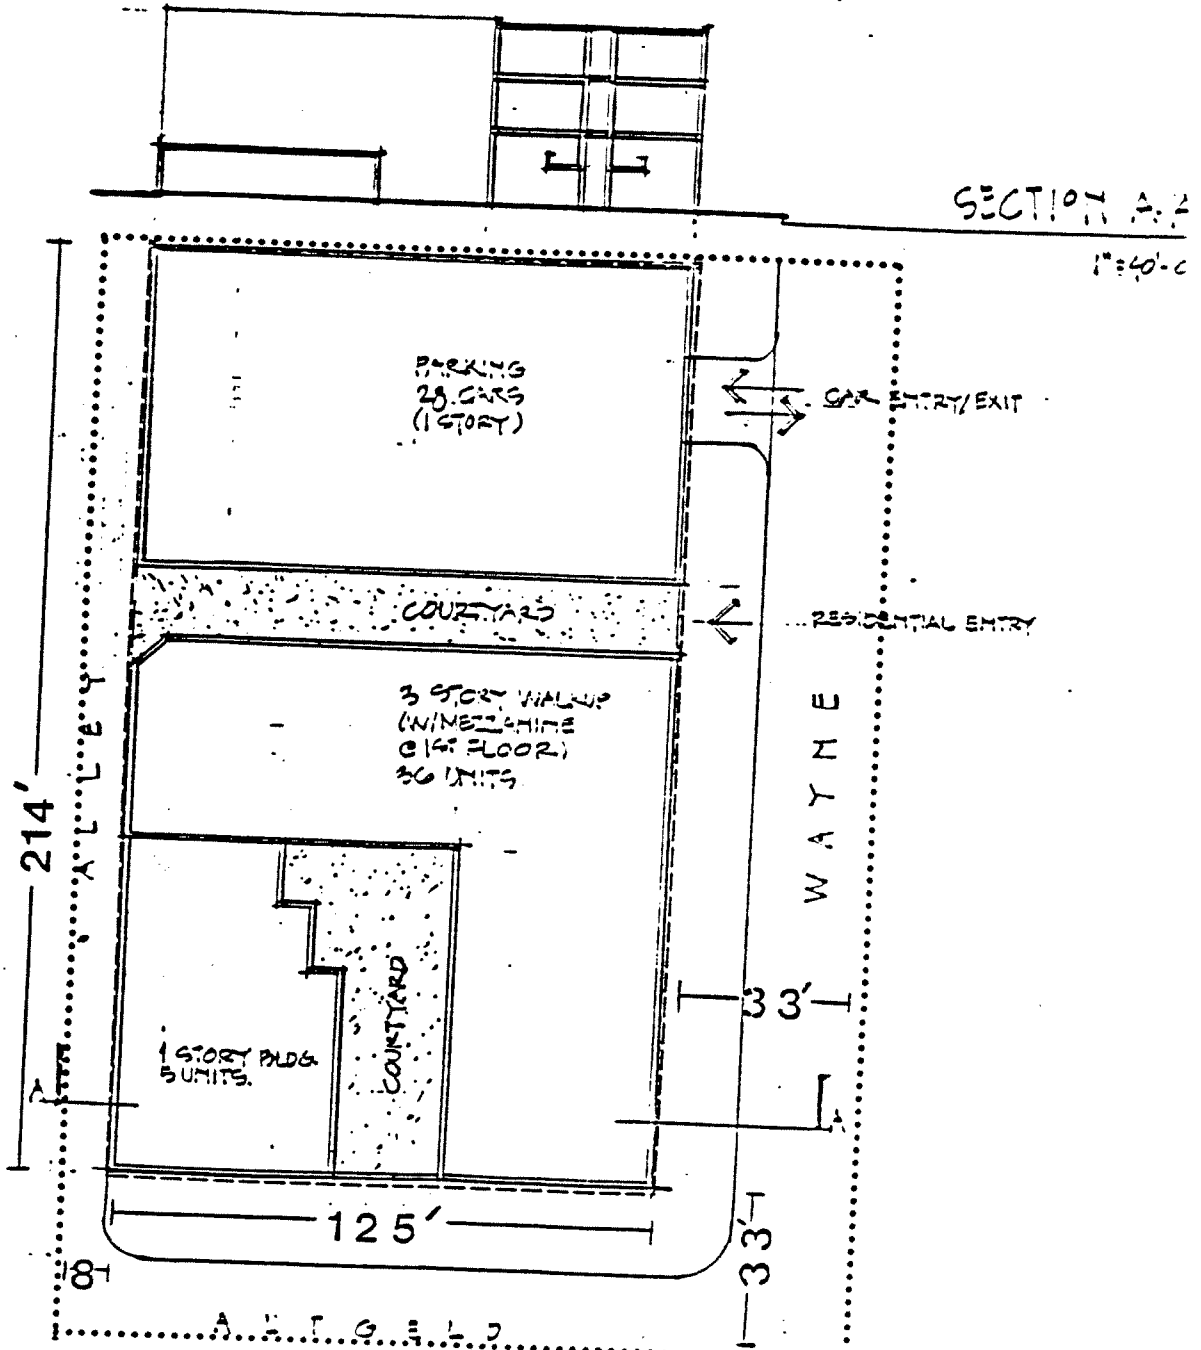 SECTION A-A
1"=40'-0
PARKING
28 CARS
(1 STORY)
CAR ENTRY/EXIT
COURTYARD
RESIDENTIAL ENTRY
3 STORY WALKUP
(W/MEZZANINE
@ 1ST FLOOR)
36 UNITS
ALLEY
WAYNE
214'
COURTYARD
33'
1 STORY BLDG.
5 UNITS.
A
A
125'
33'
18
ALTGELD